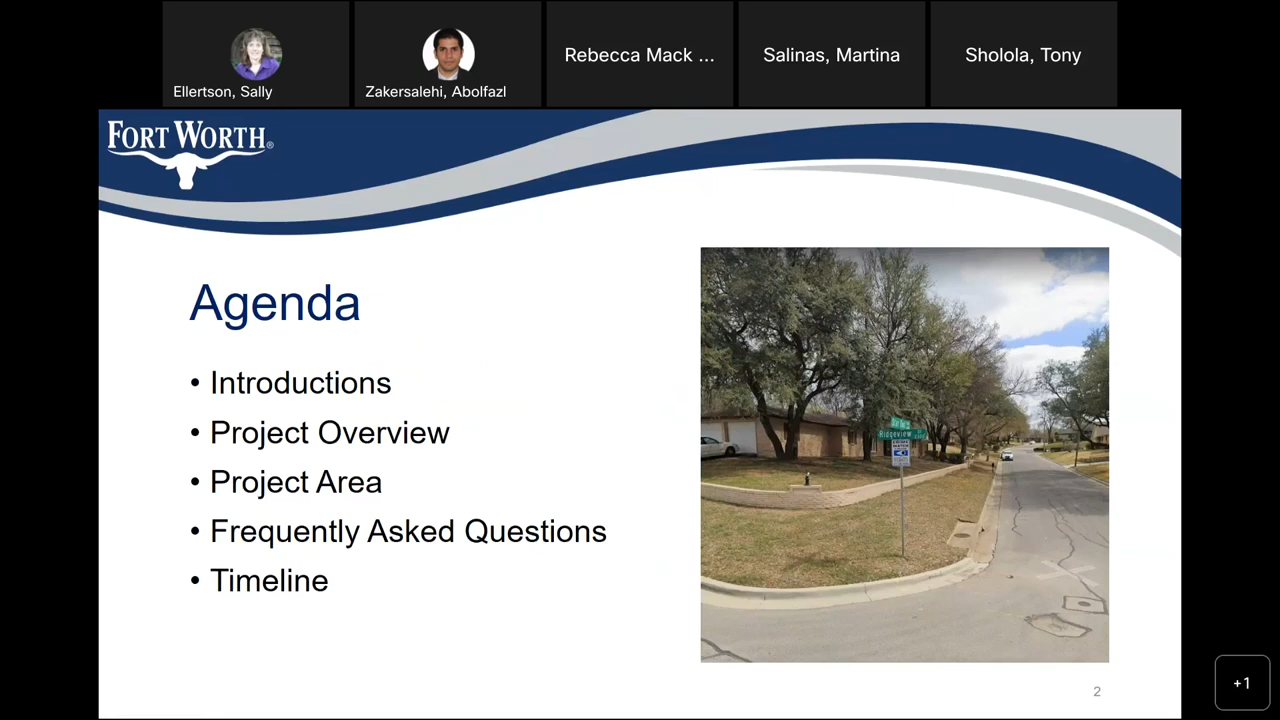 Ellertson, Sally
Zakersalehi, Abolfazl
Rebecca Mack ...
Salinas, Martina
Sholola, Tony
FORT WORTH®
Agenda
• Introductions
• Project Overview
• Project Area
• Frequently Asked Questions
• Timeline
Ridgeview
2
+1